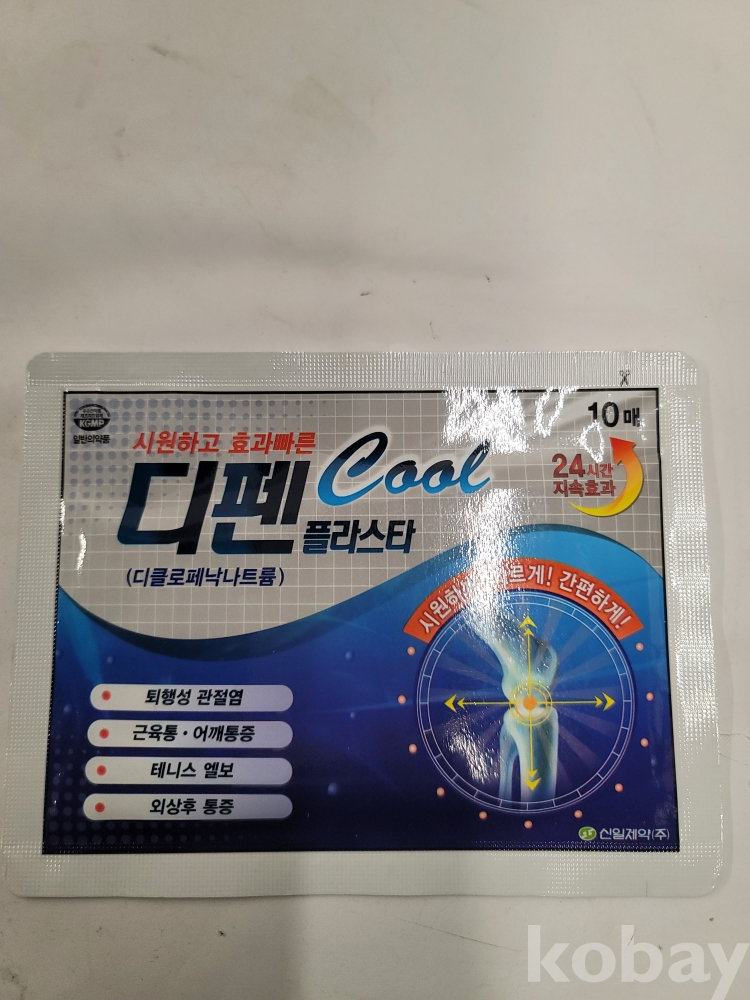 KGMP
일반의약품
10매
시원하고 효과빠른
디펜 Cool
플라스타
(디클로페낙나트륨)
24시간
지속효과
간편하게!
퇴행성 관절염
근육통 · 어깨통증
테니스 엘보
외상후 통증
신일제약(주)
kobay